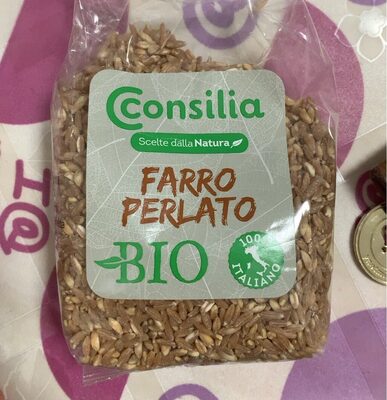 Consilia
Scelte dalla Natura
FARRO
PERLATO
BIO
100%
ITALIANO